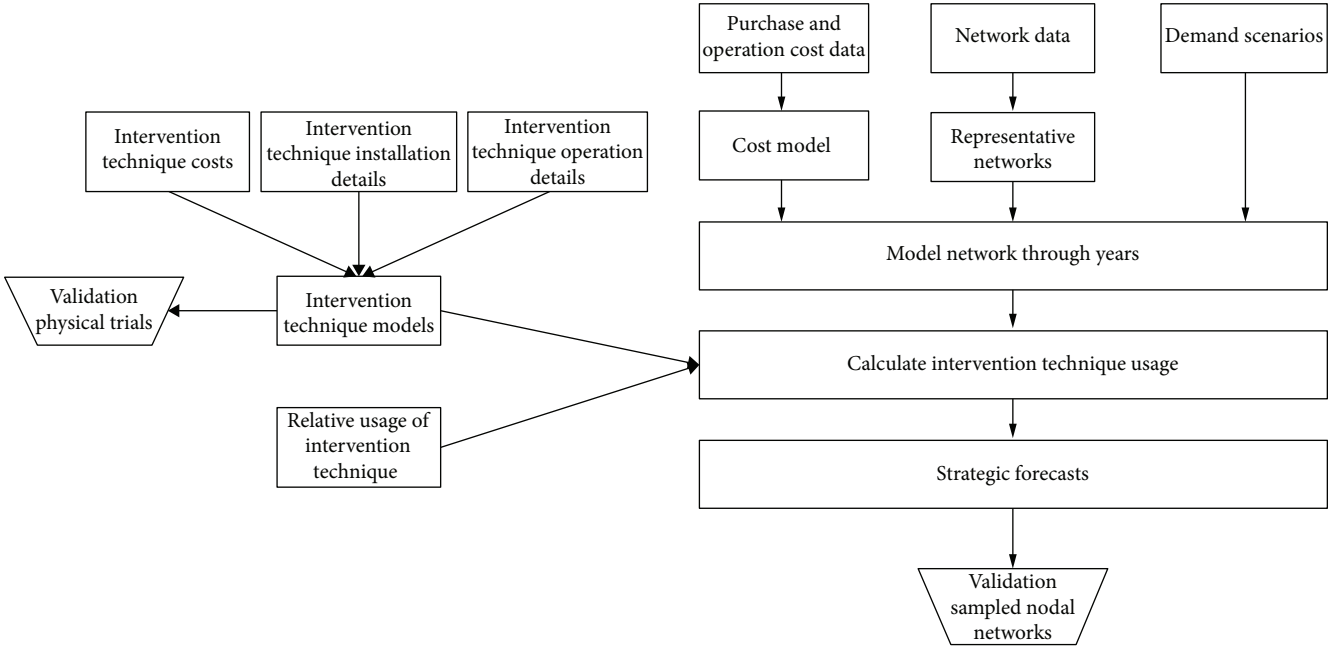 Purchase and
operation cost data
Network data
Demand scenarios
Intervention
technique costs
Intervention
technique installation
details
Intervention
technique operation
details
Cost model
Representative
networks
Model network through years
Validation
physical trials
Intervention
technique models
Calculate intervention technique usage
Relative usage of
intervention
technique
Strategic forecasts
Validation
sampled nodal
networks